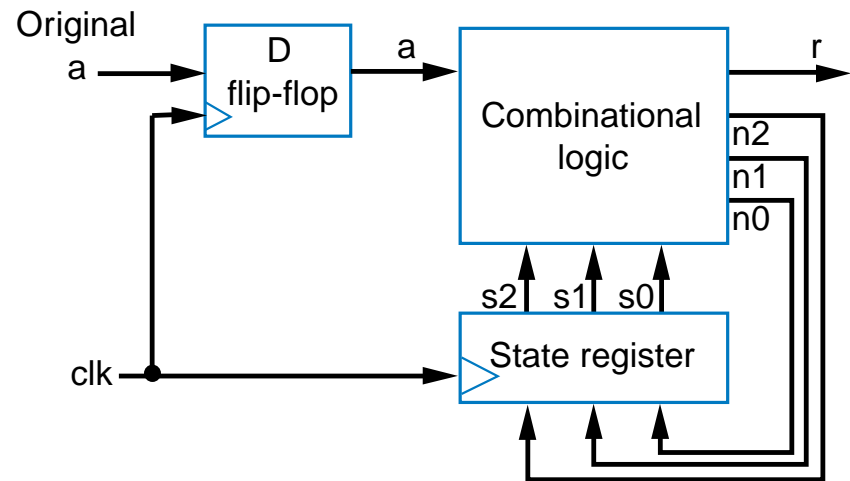 Original
a
D
flip-flop
a
Combinational
logic
r
n2
n1
n0
s2 s1 s0
State register
clk